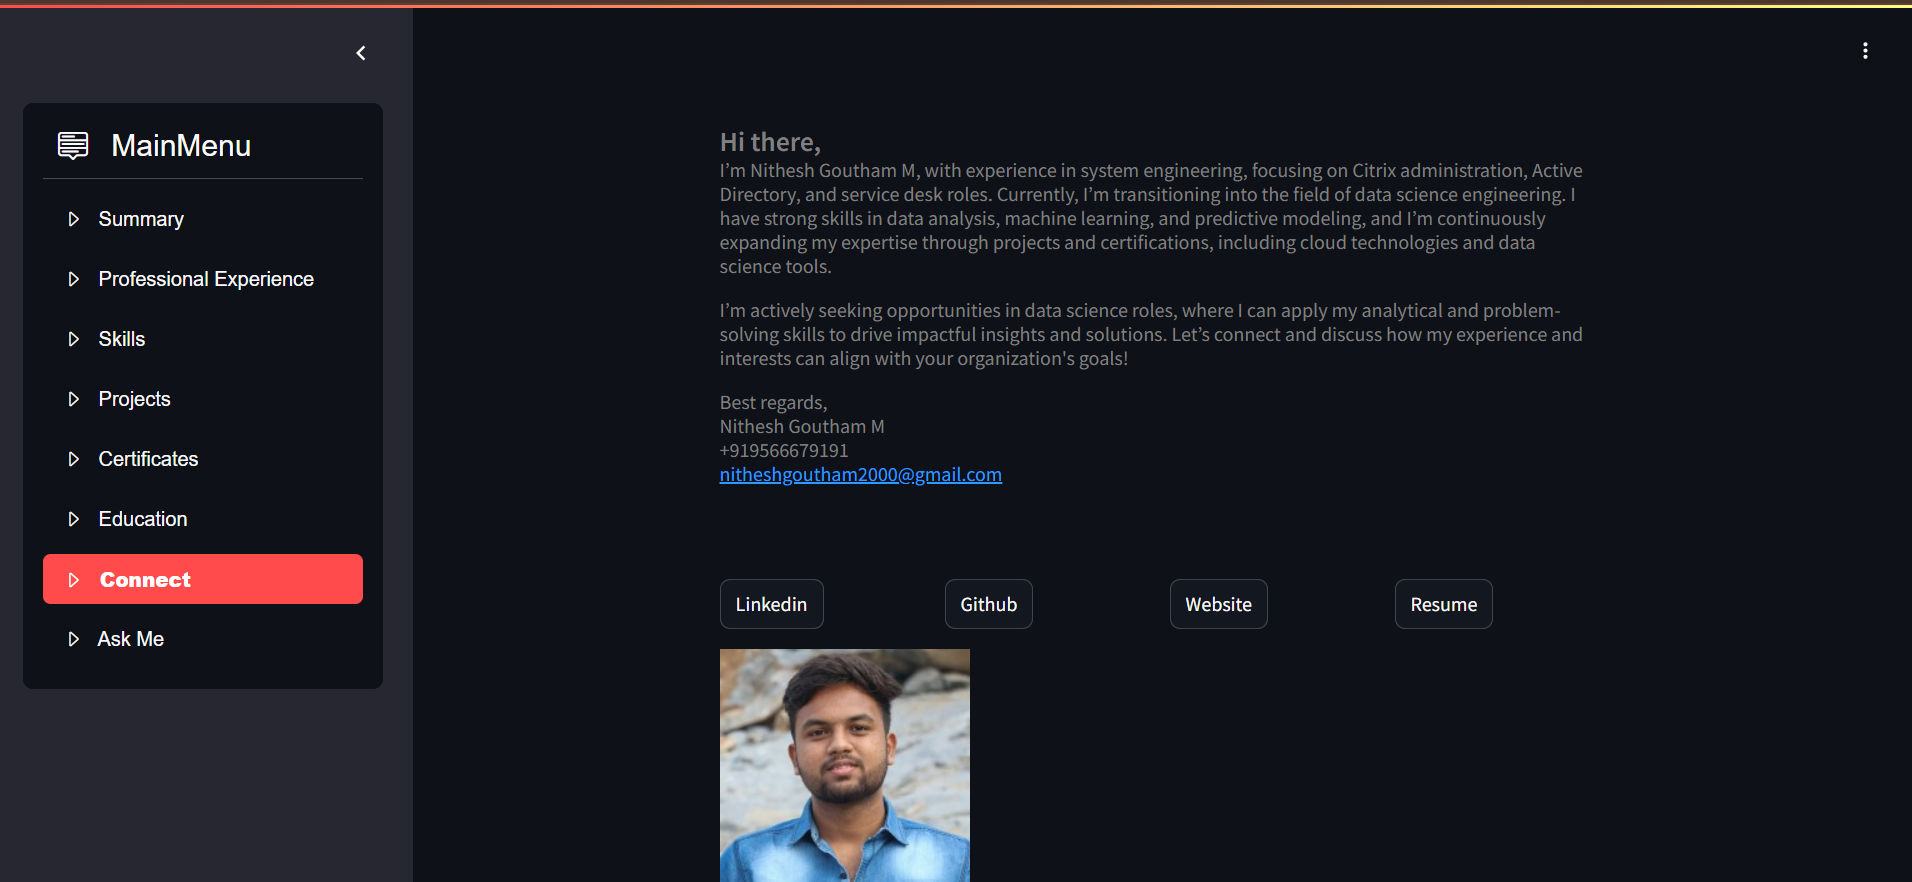 MainMenu
Summary
Professional Experience
Skills
Projects
Certificates
Education
Connect
Ask Me
Hi there,
I’m Nithesh Goutham M, with experience in system engineering, focusing on Citrix administration, Active
Directory, and service desk roles. Currently, I’m transitioning into the field of data science engineering. I
have strong skills in data analysis, machine learning, and predictive modeling, and I’m continuously
expanding my expertise through projects and certifications, including cloud technologies and data
science tools.
I’m actively seeking opportunities in data science roles, where I can apply my analytical and problem-
solving skills to drive impactful insights and solutions. Let’s connect and discuss how my experience and
interests can align with your organization's goals!
Best regards,
Nithesh Goutham M
+919566679191
nitheshgoutham2000@gmail.com
Linkedin
Github
Website
Resume